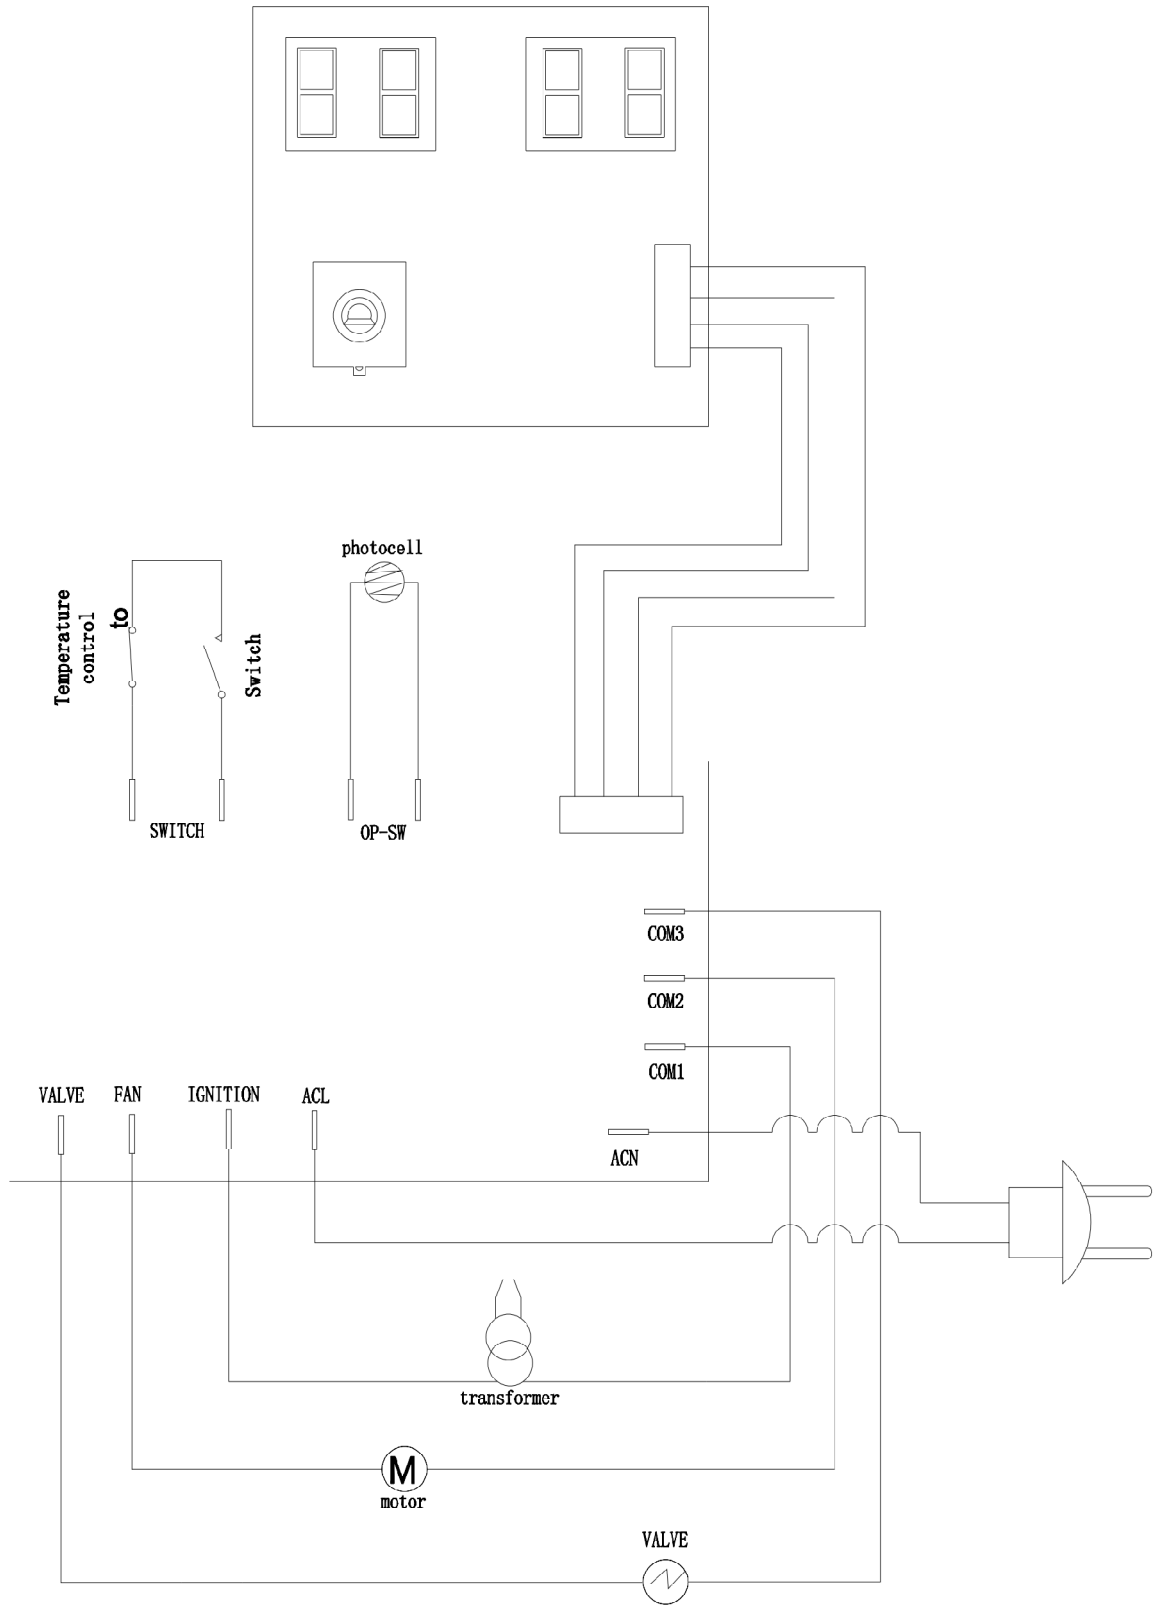 photocell
Temperature
control
to
Switch
SWITCH
OP-SW
COM3
COM2
COM1
VALVE
FAN
IGNITION
ACL
ACN
transformer
M
motor
VALVE